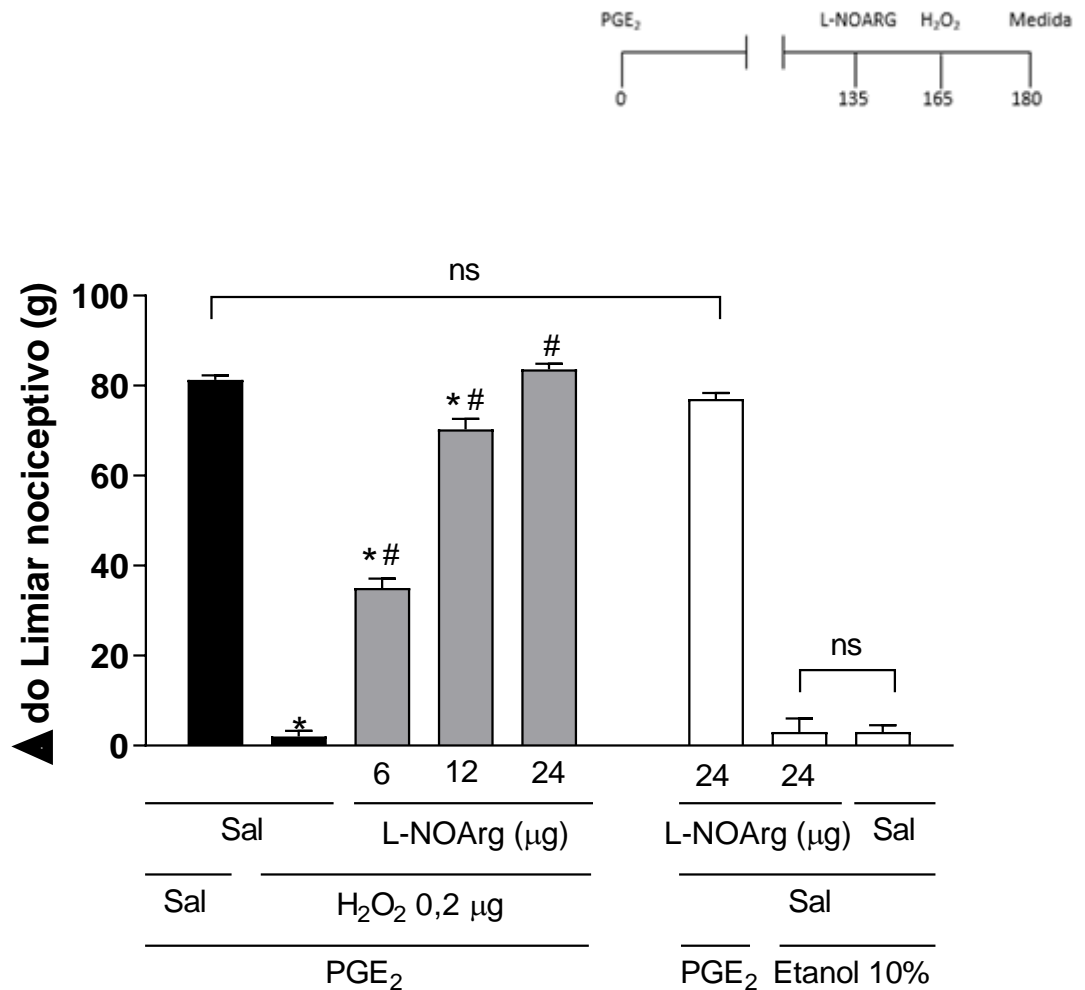 PGE₂ L-NOARG H₂O₂ Medida
0 135 165 180
ns
100
80
60
40
20
0
▲ do Limiar nociceptivo (g)
*
* #
* #
#
ns
6 12 24 24 24
Sal L-NOArg (μg) L-NOArg (μg) Sal
Sal H₂O₂ 0,2 μg Sal
PGE₂ PGE₂ Etanol 10%